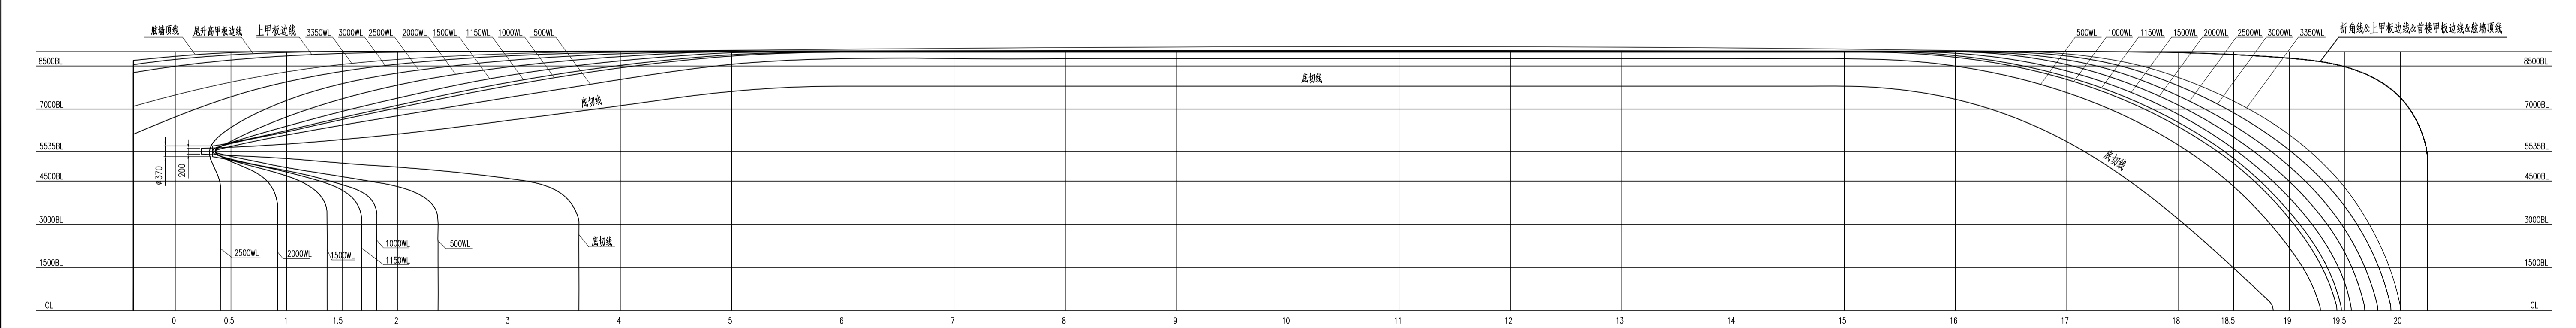 舷墙顶线 尾升高甲板边线 上甲板边线 3350WL 3000WL 2500WL 2000WL 1500WL 1150WL 1000WL 500WL
500WL 1000WL 1150WL 1500WL 2000WL 2500WL 3000WL 3350WL 折角线&上甲板边线&首楼甲板边线&舷墙顶线
8500BL 8500BL
底切线
7000BL 底切线 7000BL
5535BL 5535BL
底切线
ø370 200
4500BL 4500BL
3000BL 3000BL
1000WL 500WL 底切线
2500WL 2000WL 1500WL 1150WL
1500BL 1500BL
CL CL
0 0.5 1 1.5 2 3 4 5 6 7 8 9 10 11 12 13 14 15 16 17 18 18.5 19 19.5 20